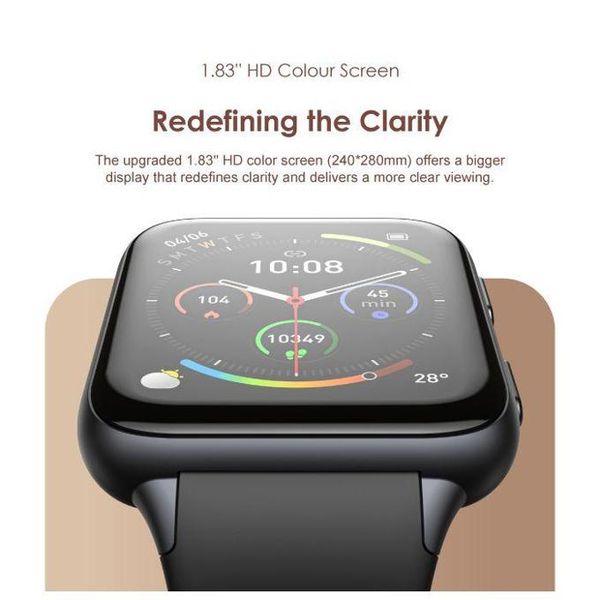 1.83" HD Colour Screen
Redefining the Clarity
The upgraded 1.83" HD color screen (240*280mm) offers a bigger
display that redefines clarity and delivers a more clear viewing.
04/06
S M T W T F S
10:08
104
45
min
10349
28°